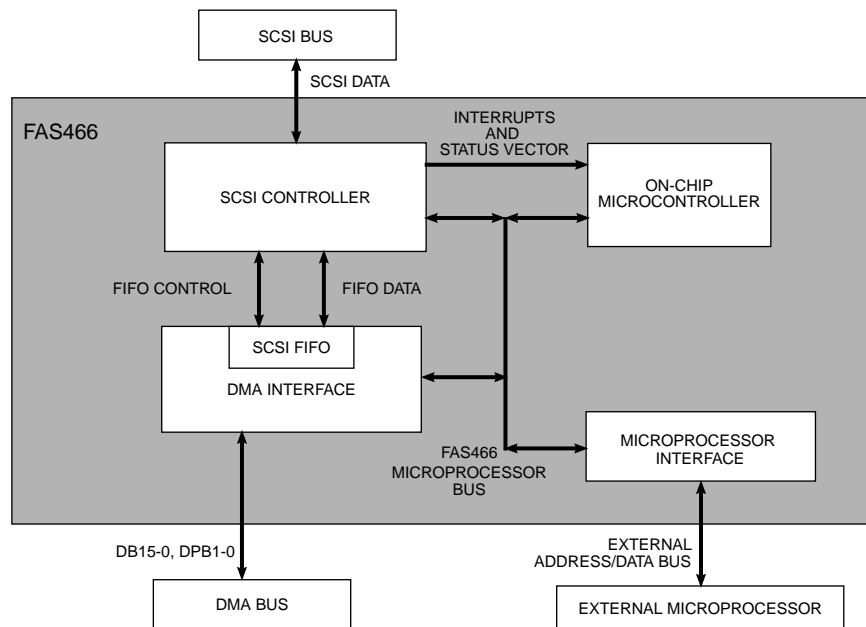 SCSI BUS
SCSI DATA
FAS466
INTERRUPTS
AND
STATUS VECTOR
SCSI CONTROLLER
ON-CHIP
MICROCONTROLLER
FIFO CONTROL
FIFO DATA
SCSI FIFO
DMA INTERFACE
FAS466
MICROPROCESSOR
BUS
MICROPROCESSOR
INTERFACE
DB15-0, DPB1-0
EXTERNAL
ADDRESS/DATA BUS
DMA BUS
EXTERNAL MICROPROCESSOR